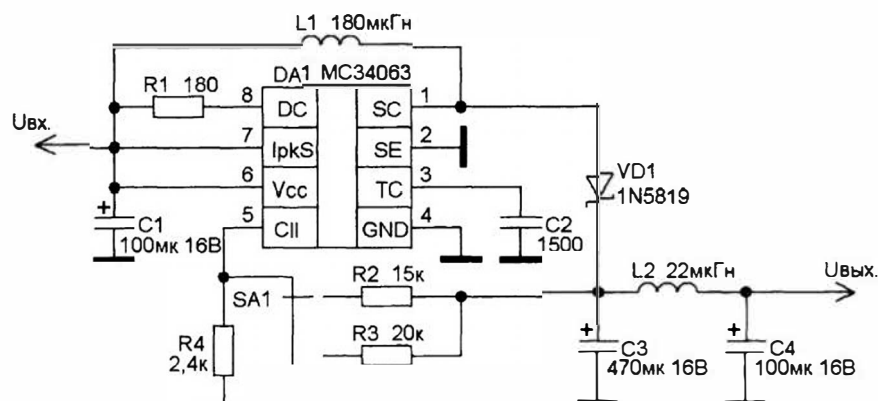 L1 180мкГн
DA1 MC34063
R1 180
8 DC SC 1
Uвх.
7 IpkS SE 2
6 Vcc TC 3
5 CII GND 4
+ C1
100мк 16В
C2
1500
VD1
1N5819
SA1
R2 15к
L2 22мкГн
Uвых.
R4
2,4к
R3 20к
+ C3
470мк 16В
+ C4
100мк 16В